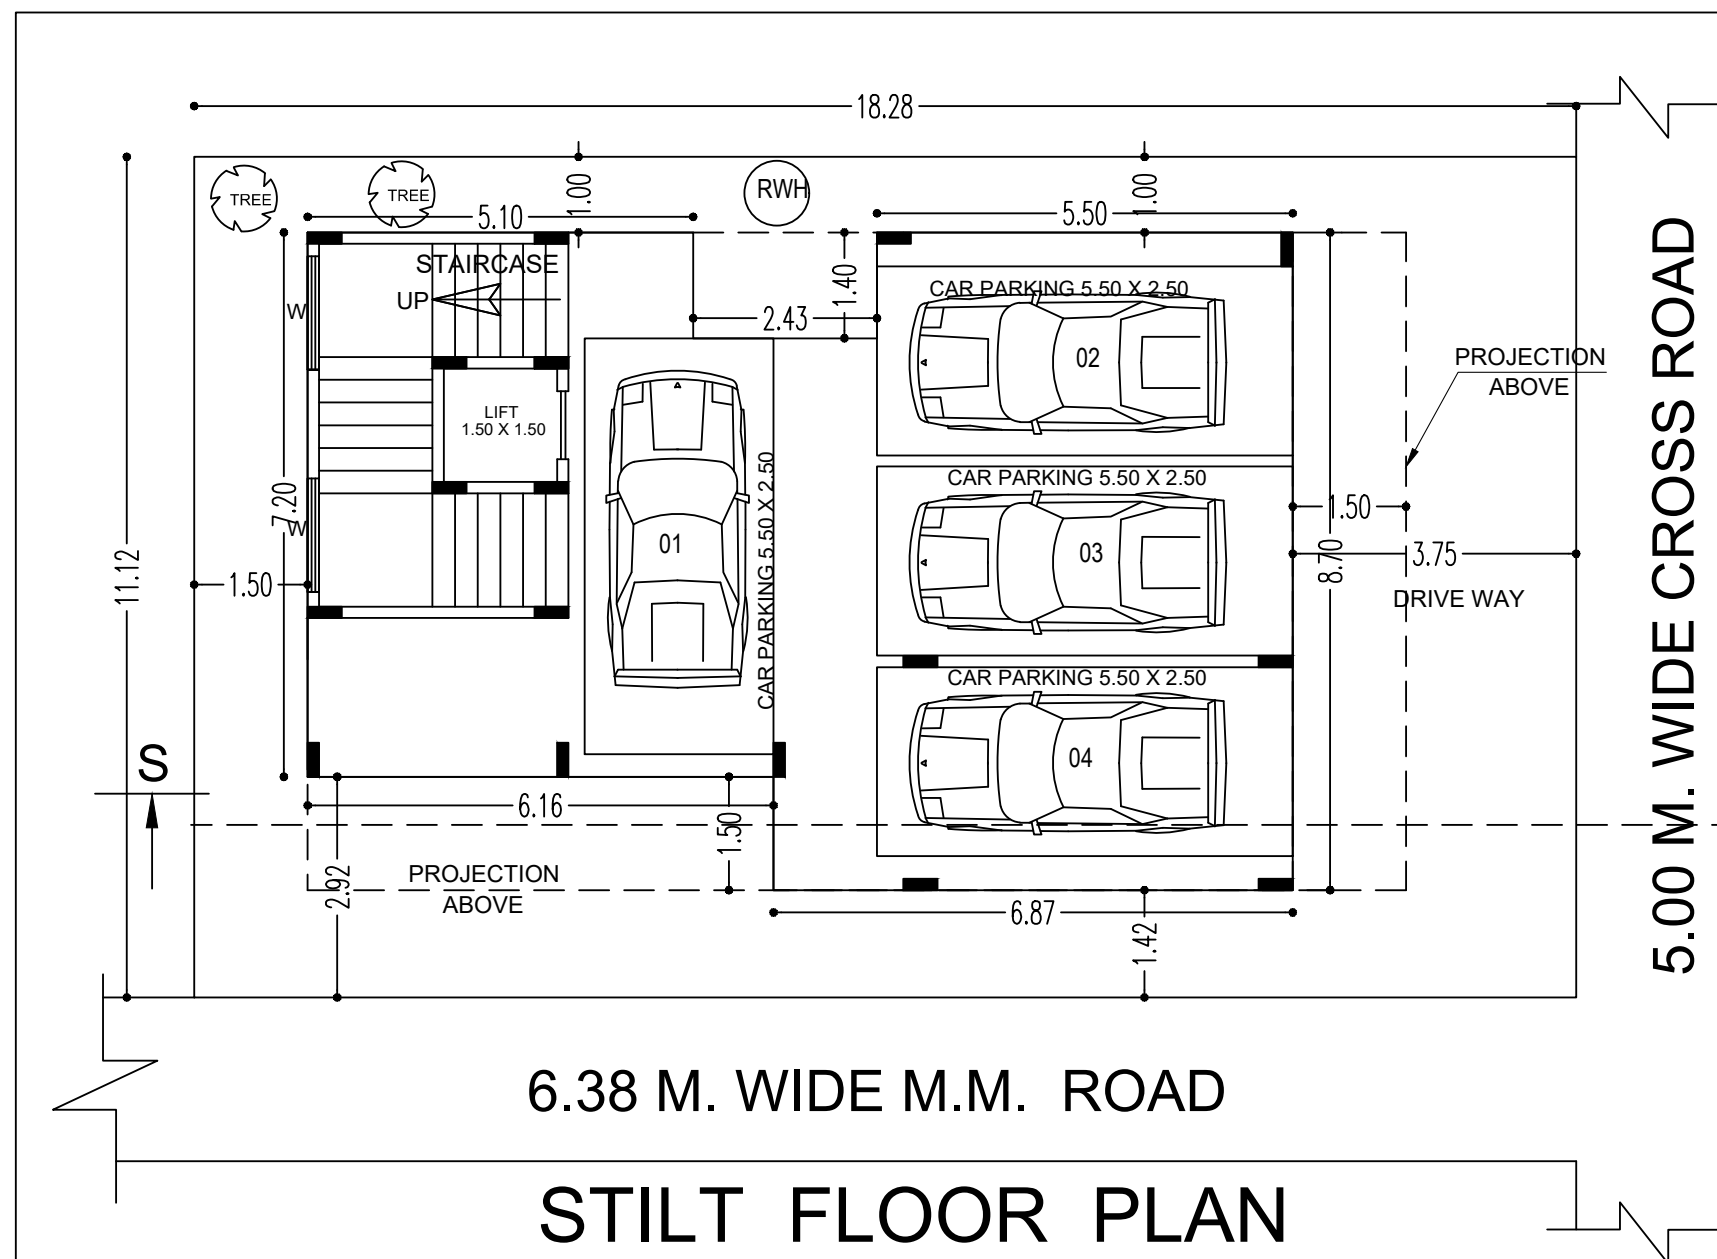 18.28
TREE
TREE
RWH
1.00
1.00
5.10
5.50
STAIRCASE
UP
W
1.40
2.43
CAR PARKING 5.50 X 2.50
02
PROJECTION
ABOVE
LIFT
1.50 X 1.50
CAR PARKING 5.50 X 2.50
01
7.20
W
11.12
1.50
CAR PARKING 5.50 X 2.50
03
1.50
8.70
3.75
DRIVE WAY
5.00 M. WIDE CROSS ROAD
CAR PARKING 5.50 X 2.50
04
S
6.16
1.50
2.92
PROJECTION
ABOVE
6.87
1.42
6.38 M. WIDE M.M. ROAD
STILT FLOOR PLAN